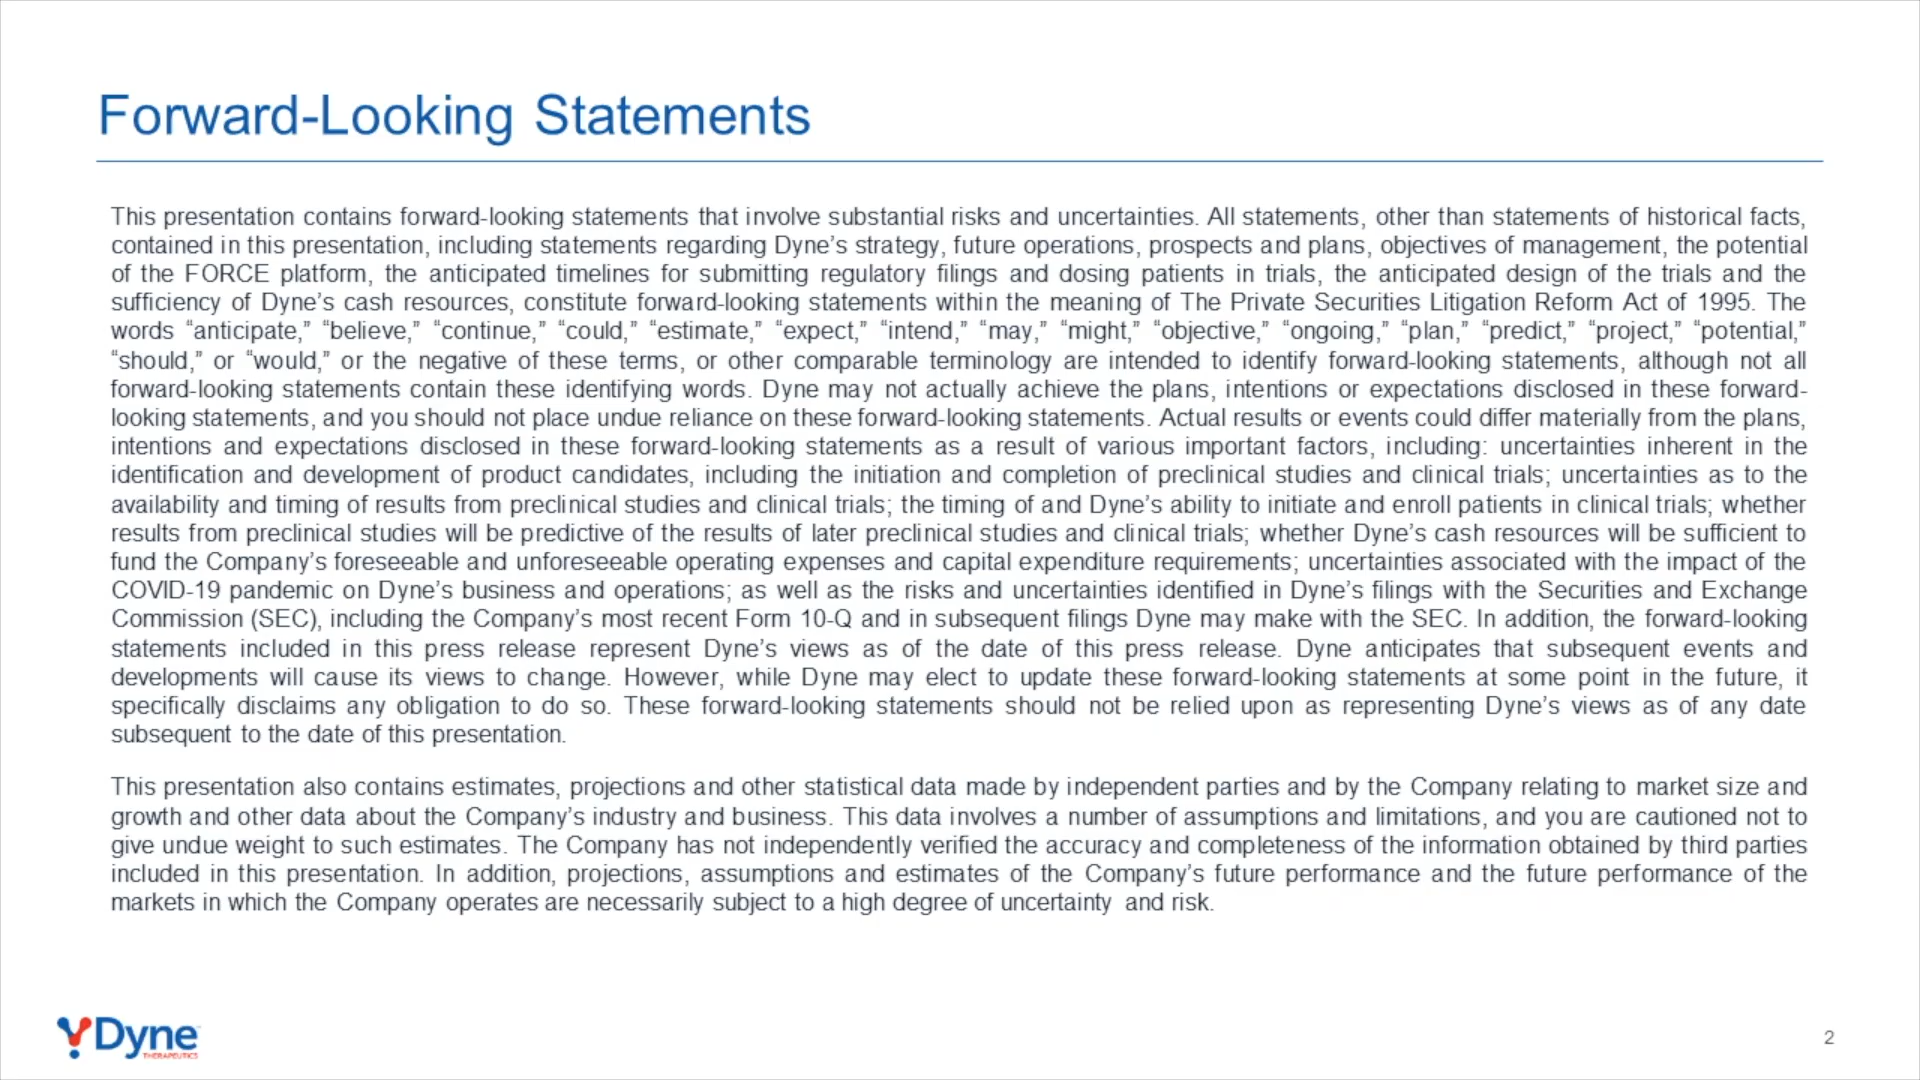 Forward-Looking Statements
This presentation contains forward-looking statements that involve substantial risks and uncertainties. All statements, other than statements of historical facts,
contained in this presentation, including statements regarding Dyne’s strategy, future operations, prospects and plans, objectives of management, the potential
of the FORCE platform, the anticipated timelines for submitting regulatory filings and dosing patients in trials, the anticipated design of the trials and the
sufficiency of Dyne’s cash resources, constitute forward-looking statements within the meaning of The Private Securities Litigation Reform Act of 1995. The
words “anticipate,” “believe,” “continue,” “could,” “estimate,” “expect,” “intend,” “may,” “might,” “objective,” “ongoing,” “plan,” “predict,” “project,” “potential,”
“should,” or “would,” or the negative of these terms, or other comparable terminology are intended to identify forward-looking statements, although not all
forward-looking statements contain these identifying words. Dyne may not actually achieve the plans, intentions or expectations disclosed in these forward-
looking statements, and you should not place undue reliance on these forward-looking statements. Actual results or events could differ materially from the plans,
intentions and expectations disclosed in these forward-looking statements as a result of various important factors, including: uncertainties inherent in the
identification and development of product candidates, including the initiation and completion of preclinical studies and clinical trials; uncertainties as to the
availability and timing of results from preclinical studies and clinical trials; the timing of and Dyne’s ability to initiate and enroll patients in clinical trials; whether
results from preclinical studies will be predictive of the results of later preclinical studies and clinical trials; whether Dyne’s cash resources will be sufficient to
fund the Company’s foreseeable and unforeseeable operating expenses and capital expenditure requirements; uncertainties associated with the impact of the
COVID-19 pandemic on Dyne’s business and operations; as well as the risks and uncertainties identified in Dyne’s filings with the Securities and Exchange
Commission (SEC), including the Company’s most recent Form 10-Q and in subsequent filings Dyne may make with the SEC. In addition, the forward-looking
statements included in this press release represent Dyne’s views as of the date of this press release. Dyne anticipates that subsequent events and
developments will cause its views to change. However, while Dyne may elect to update these forward-looking statements at some point in the future, it
specifically disclaims any obligation to do so. These forward-looking statements should not be relied upon as representing Dyne’s views as of any date
subsequent to the date of this presentation.
This presentation also contains estimates, projections and other statistical data made by independent parties and by the Company relating to market size and
growth and other data about the Company’s industry and business. This data involves a number of assumptions and limitations, and you are cautioned not to
give undue weight to such estimates. The Company has not independently verified the accuracy and completeness of the information obtained by third parties
included in this presentation. In addition, projections, assumptions and estimates of the Company’s future performance and the future performance of the
markets in which the Company operates are necessarily subject to a high degree of uncertainty and risk.
Dyne
THERAPEUTICS
2